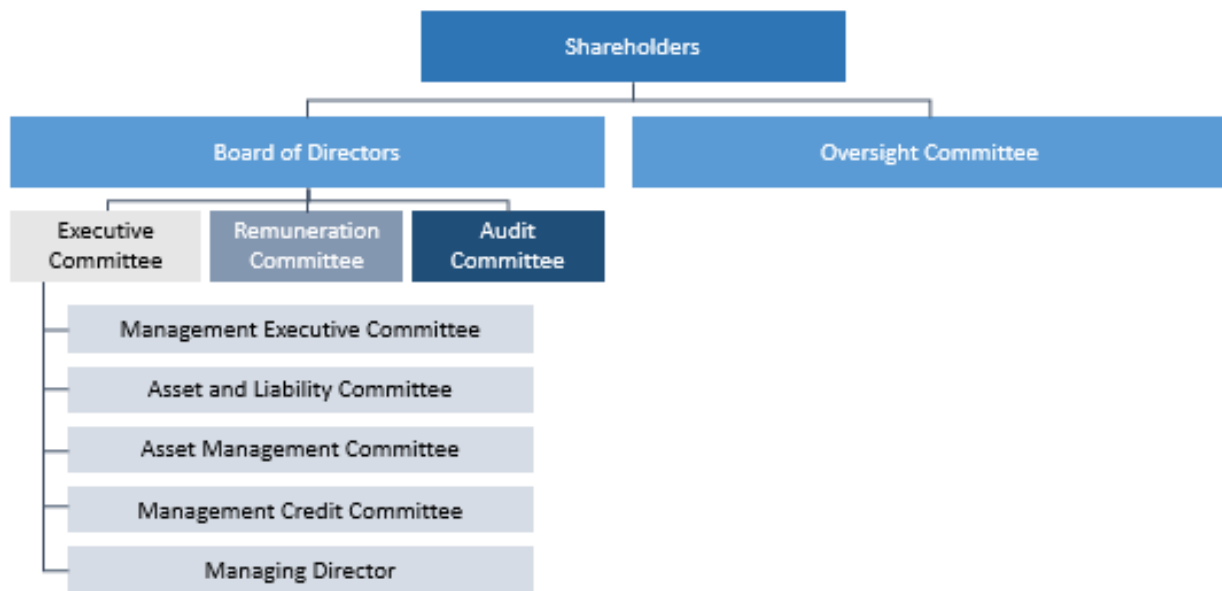 Shareholders
Board of Directors
Oversight Committee
Executive
Committee
Remuneration
Committee
Audit
Committee
Management Executive Committee
Asset and Liability Committee
Asset Management Committee
Management Credit Committee
Managing Director